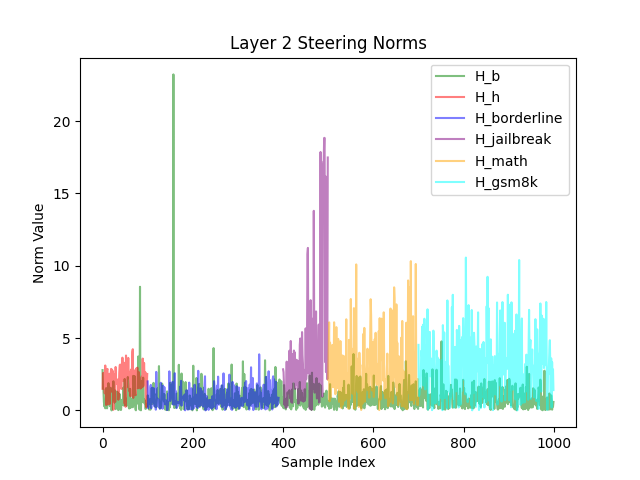 Layer 2 Steering Norms
H_b
H_h
H_borderline
H_jailbreak
H_math
H_gsm8k
Norm Value
20
15
10
5
0
0
200
400
600
800
1000
Sample Index